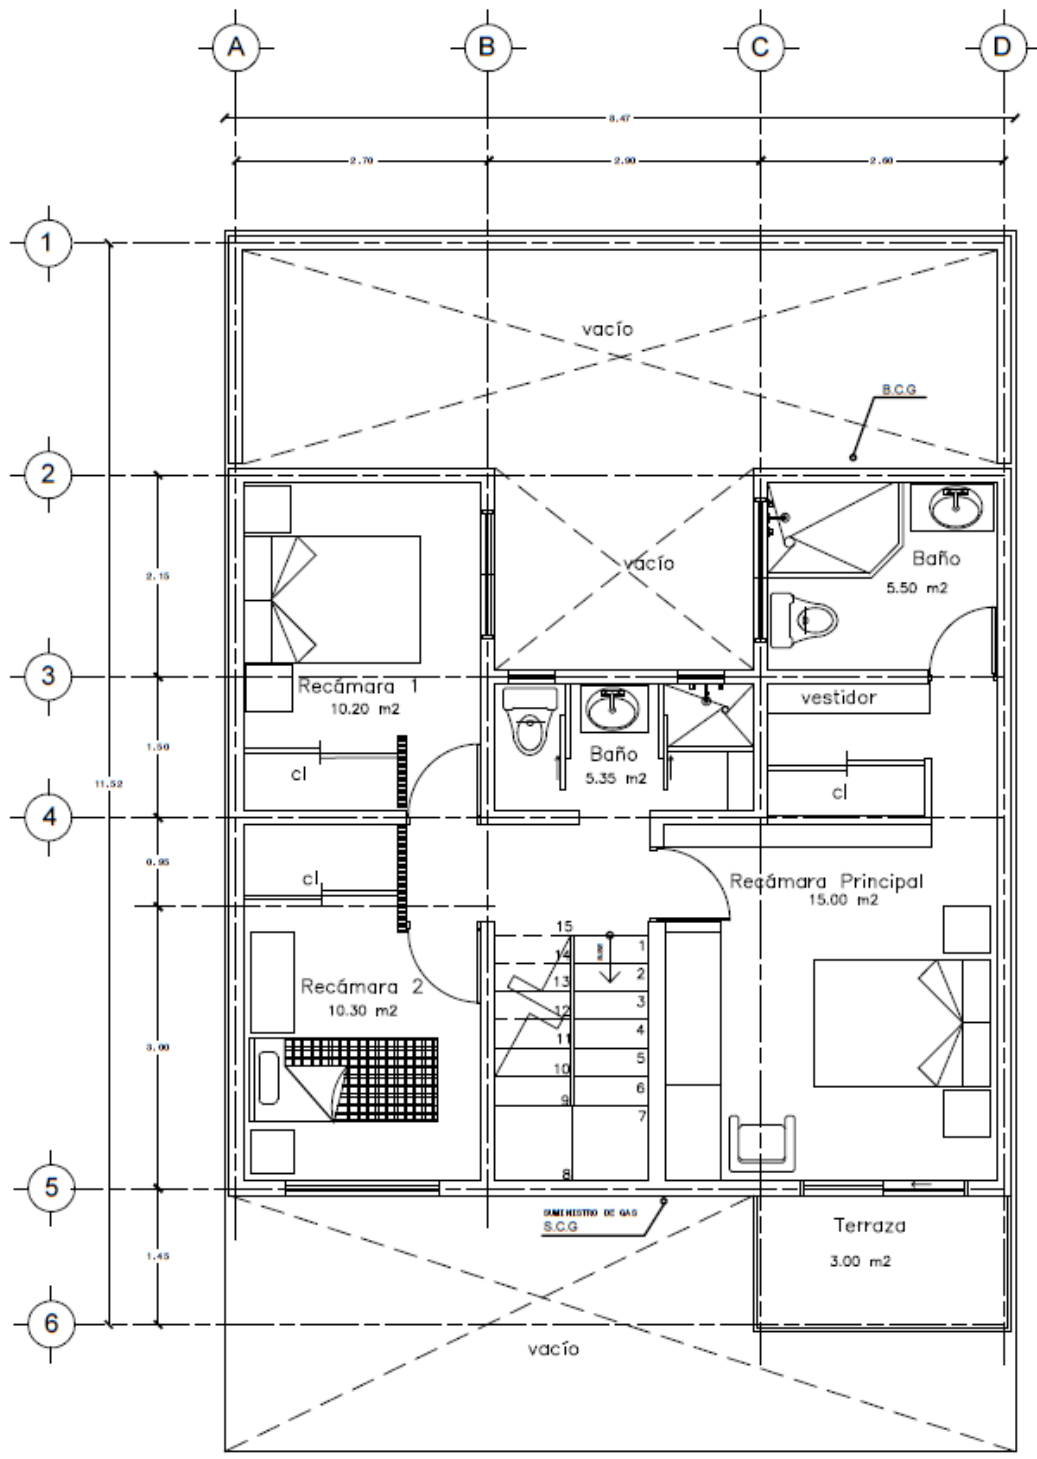 A B C D
8.47
2.70 2.90 2.60
1
vacío
B.C.G
2
vacío
Baño
5.50 m2
2.15
3
Recámara 1
10.20 m2
vestidor
1.50
Baño
5.35 m2
cl
cl
11.52
4
0.95
cl
Recámara Principal
15.00 m2
15
14
13
12
11
10
9
8
1
2
3
4
5
6
7
Recámara 2
10.30 m2
3.00
5
SUMINISTRO DE GAS
S.C.G
Terraza
3.00 m2
1.45
6
vacío